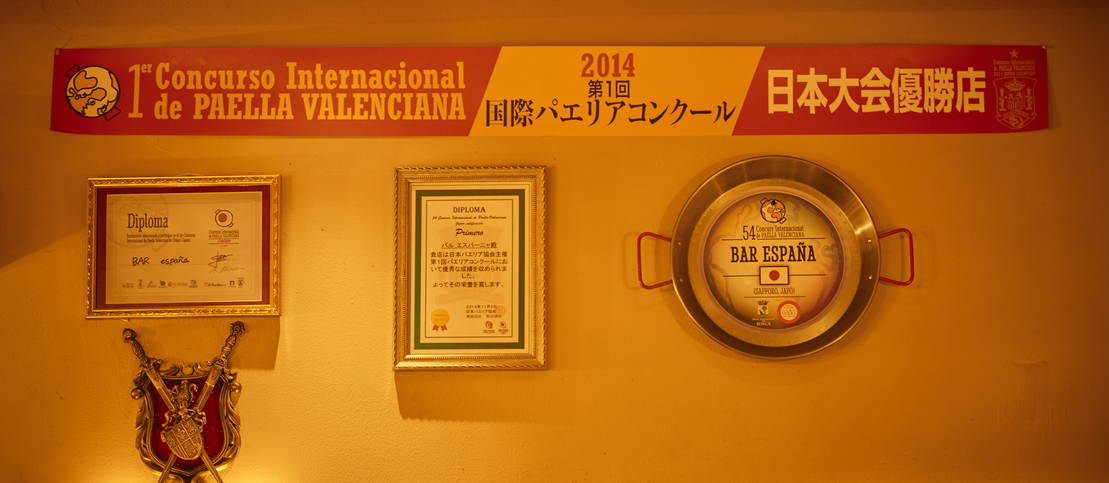 1er Concurso Internacional
de PAELLA VALENCIANA
2014
第1回
国際パエリアコンクール
日本大会優勝店
Diploma
BAR España
DIPLOMA
Primero
バル エスパーニャ殿
貴店は日本パエリア協会主催
第1回パエリアコンクールにお
いて優秀な成績を収められま
した。
よってその栄誉を賞します。
54 Concurs Internacional
de PAELLA VALENCIANA
BAR ESPAÑA
(SAPPORO, JAPÓ)